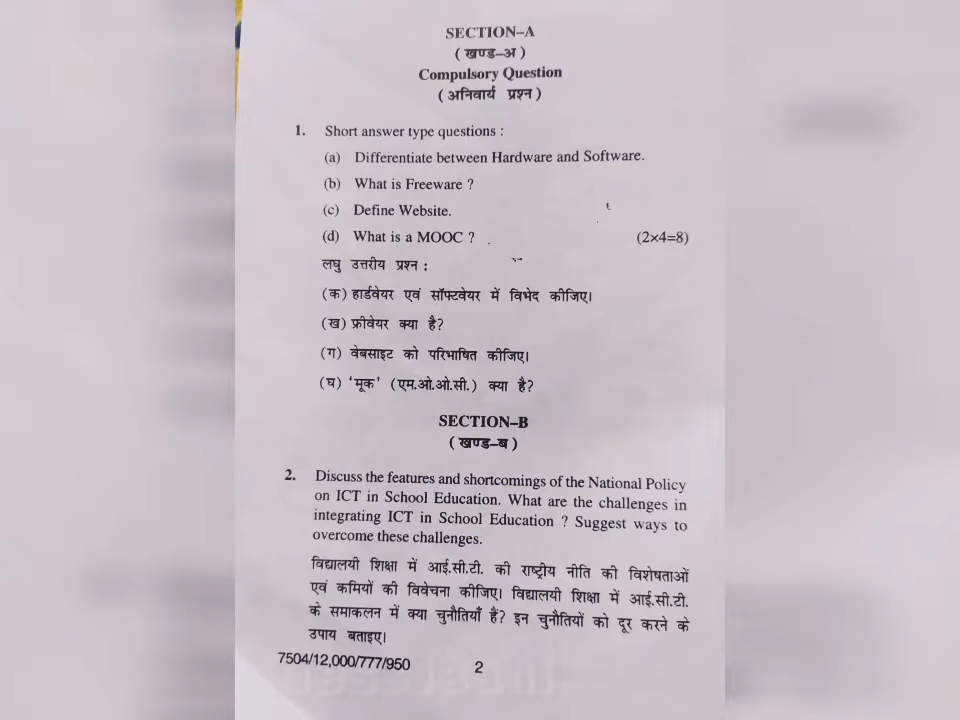 SECTION–A
( खण्ड–अ )
Compulsory Question
( अनिवार्य प्रश्न )
1. Short answer type questions :
(a) Differentiate between Hardware and Software.
(b) What is Freeware ?
(c) Define Website.
(d) What is a MOOC ? (2×4=8)
लघु उत्तरीय प्रश्न :
(क) हार्डवेयर एवं सॉफ्टवेयर में विभेद कीजिए।
(ख) फ्रीवेयर क्या है?
(ग) वेबसाइट को परिभाषित कीजिए।
(घ) 'मूक' (एम.ओ.ओ.सी.) क्या है?
SECTION–B
( खण्ड–ब )
2. Discuss the features and shortcomings of the National Policy
on ICT in School Education. What are the challenges in
integrating ICT in School Education ? Suggest ways to
overcome these challenges.
विद्यालयी शिक्षा में आई.सी.टी. की राष्ट्रीय नीति की विशेषताओं
एवं कमियों की विवेचना कीजिए। विद्यालयी शिक्षा में आई.सी.टी.
के समाकलन में क्या चुनौतियाँ हैं? इन चुनौतियों को दूर करने के
उपाय बताइए।
7504/12,000/777/950 2